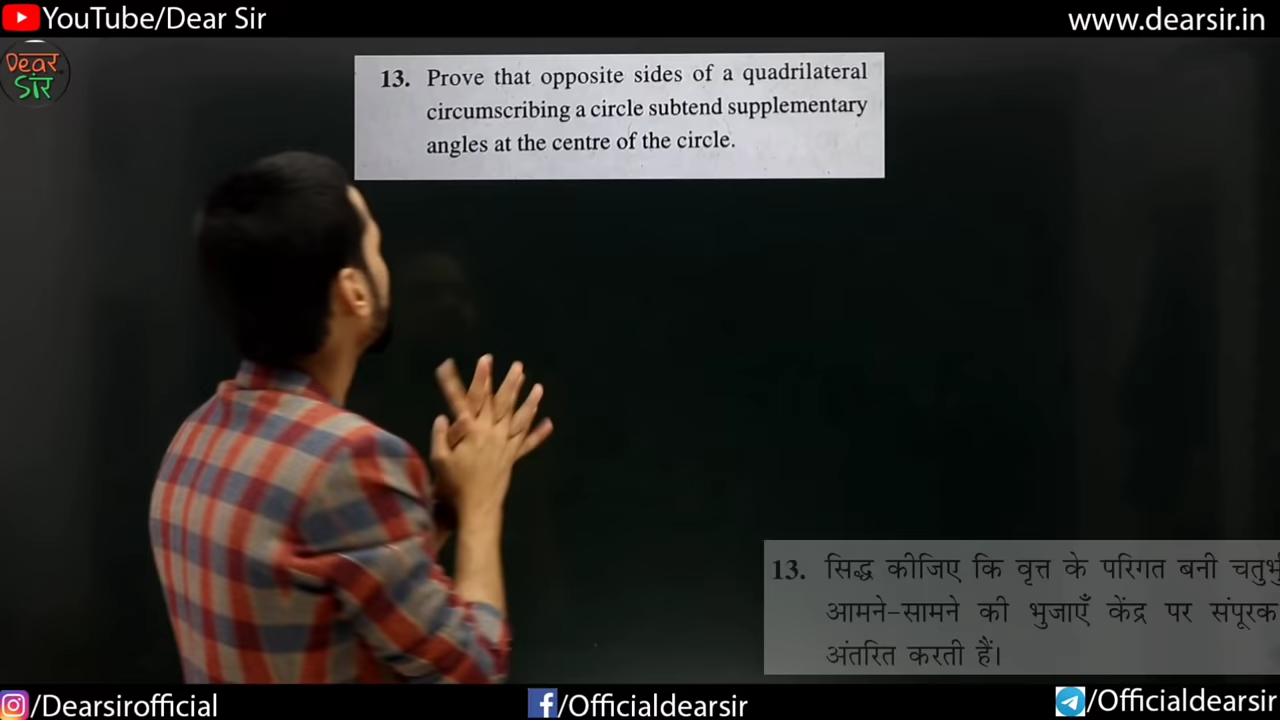 YouTube/Dear Sir
www.dearsir.in
Dear
सर
13. Prove that opposite sides of a quadrilateral
circumscribing a circle subtend supplementary
angles at the centre of the circle.
13. सिद्ध कीजिए कि वृत्त के परिगत बनी
आमने-सामने की भुजाएँ केंद्र पर संपूरक
अंतरित करती हैं।
/Dearsirofficial
/Officialdearsir
/Officialdearsir